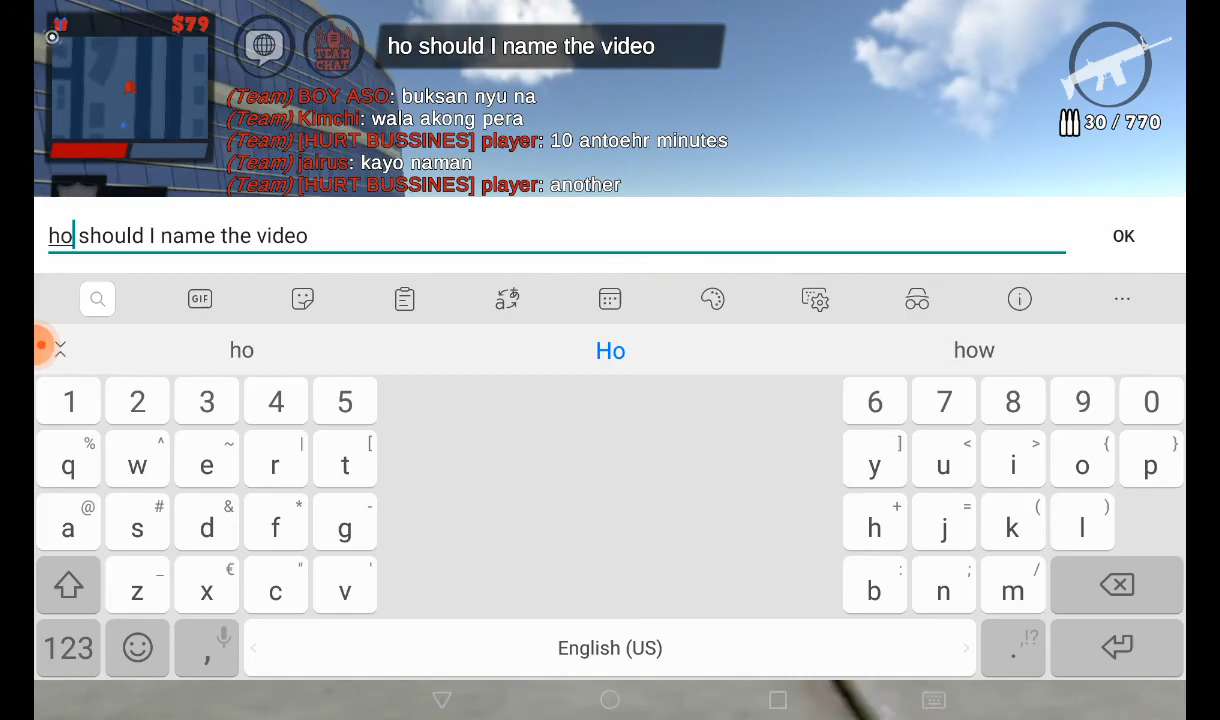 $79
TEAM CHAT
ho should I name the video
(Team) BOY ASO: buksan nyu na
(Team) Kimchi: wala akong pera
(Team) [HURT BUSSINES] player: 10 antoehr minutes
(Team) jairus: kayo naman
(Team) [HURT BUSSINES] player: another
30 / 770
ho should I name the video
OK
GIF
ho
Ho
how
1 2 3 4 5 6 7 8 9 0
% ^ ~ | [ ] < > { }
q w e r t y u i o p
@ # & * - + = ( )
a s d f g h j k l
_ € " ' : ; /
z x c v b n m
123 , English (US) . ,!?